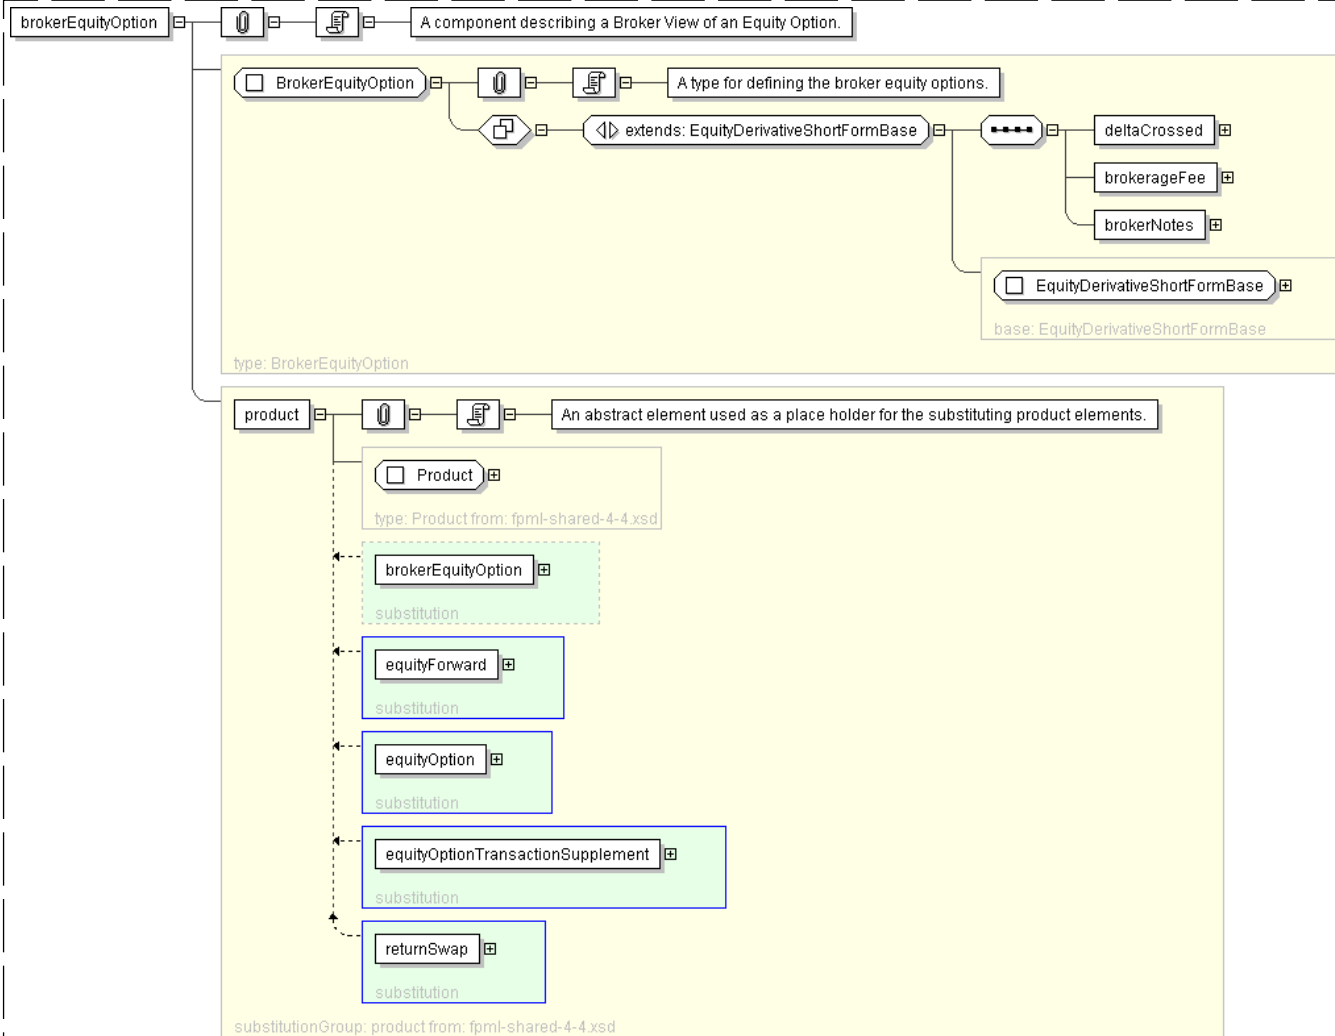 brokerEquityOption
A component describing a Broker View of an Equity Option.
BrokerEquityOption
A type for defining the broker equity options.
extends: EquityDerivativeShortFormBase
deltaCrossed
brokerageFee
brokerNotes
EquityDerivativeShortFormBase
base: EquityDerivativeShortFormBase
type: BrokerEquityOption
product
An abstract element used as a place holder for the substituting product elements.
Product
type: Product from: fpml-shared-4-4.xsd
brokerEquityOption
substitution
equityForward
substitution
equityOption
substitution
equityOptionTransactionSupplement
substitution
returnSwap
substitution
substitutionGroup: product from: fpml-shared-4-4.xsd